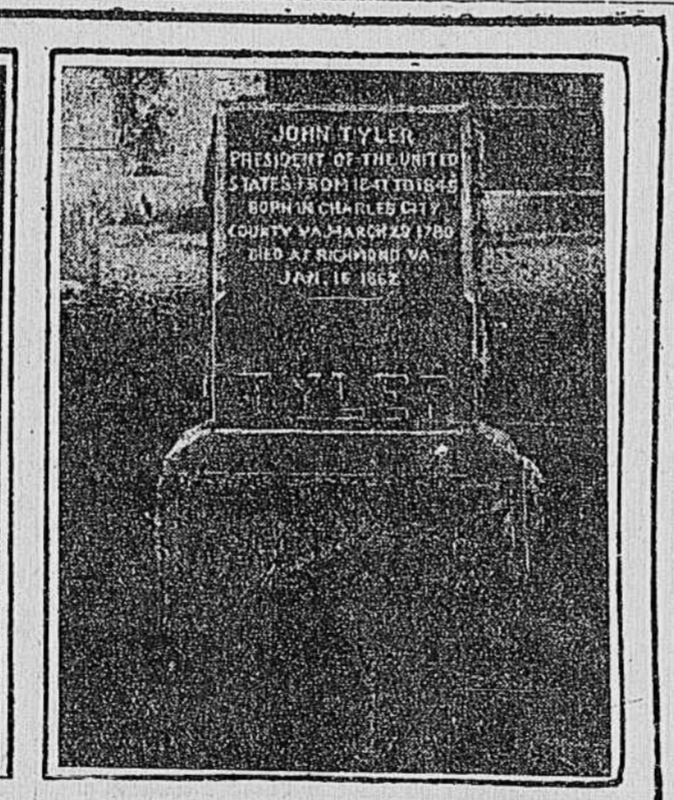 JOHN TYLER
PRESIDENT OF THE UNITED
STATES FROM 1841 TO 1845
BORN IN CHARLES CITY
COUNTY VA. MARCH 29 1790
DIED AT RICHMOND VA
JAN. 16 1862
TYLER